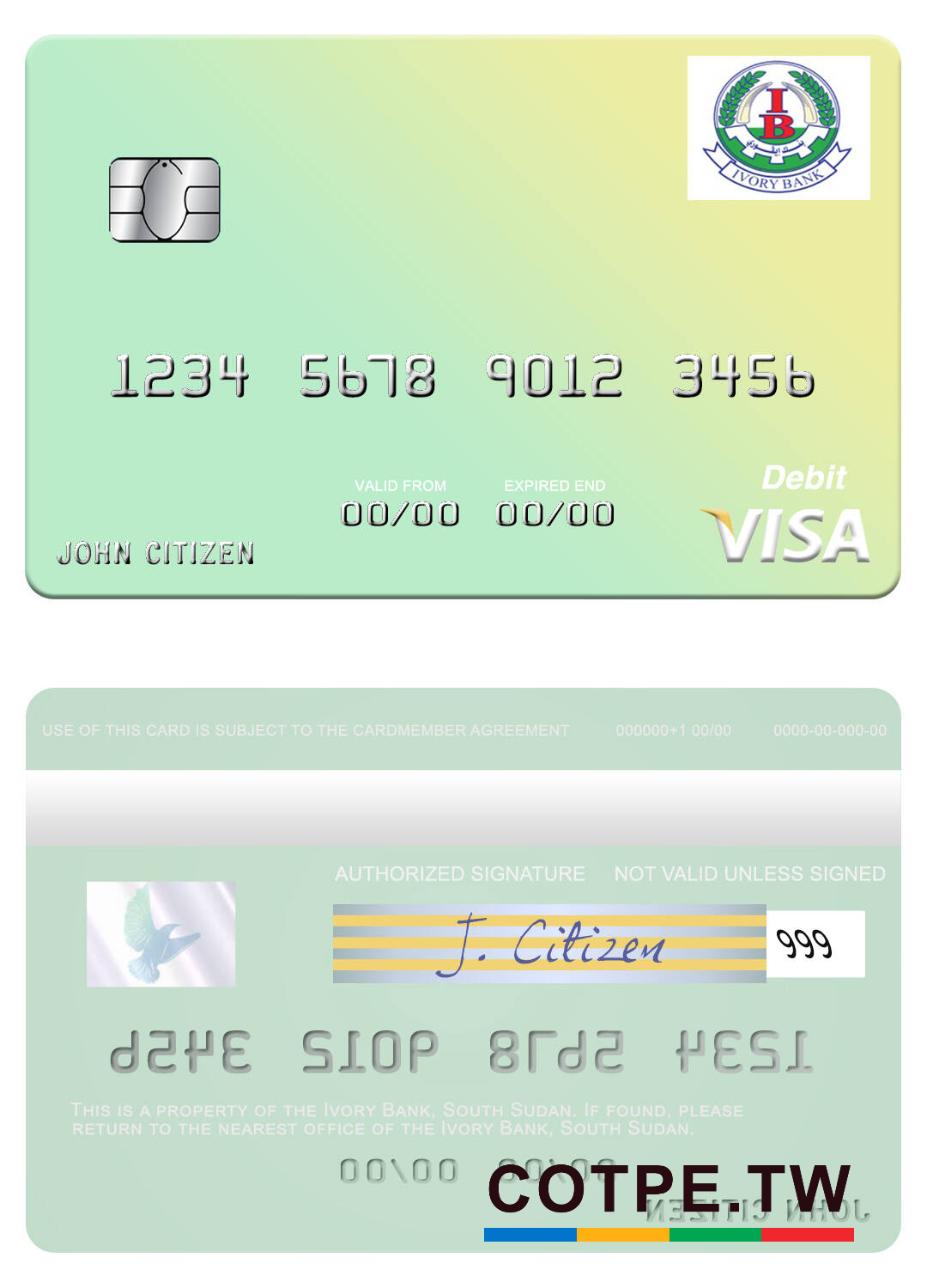 I
B
بنك ايفوري
IVORY BANK
1234 5678 9012 3456
Debit
VALID FROM EXPIRED END
00/00 00/00
VISA
JOHN CITIZEN
USE OF THIS CARD IS SUBJECT TO THE CARDMEMBER AGREEMENT 000000+1 00/00 0000-00-000-00
AUTHORIZED SIGNATURE NOT VALID UNLESS SIGNED
J. Citizen 999
1234 5678 9012 3456
THIS IS A PROPERTY OF THE IVORY BANK, SOUTH SUDAN. IF FOUND, PLEASE
RETURN TO THE NEAREST OFFICE OF THE IVORY BANK, SOUTH SUDAN.
00/00 00/00
COTPE.TW
JOHN CITIZEN